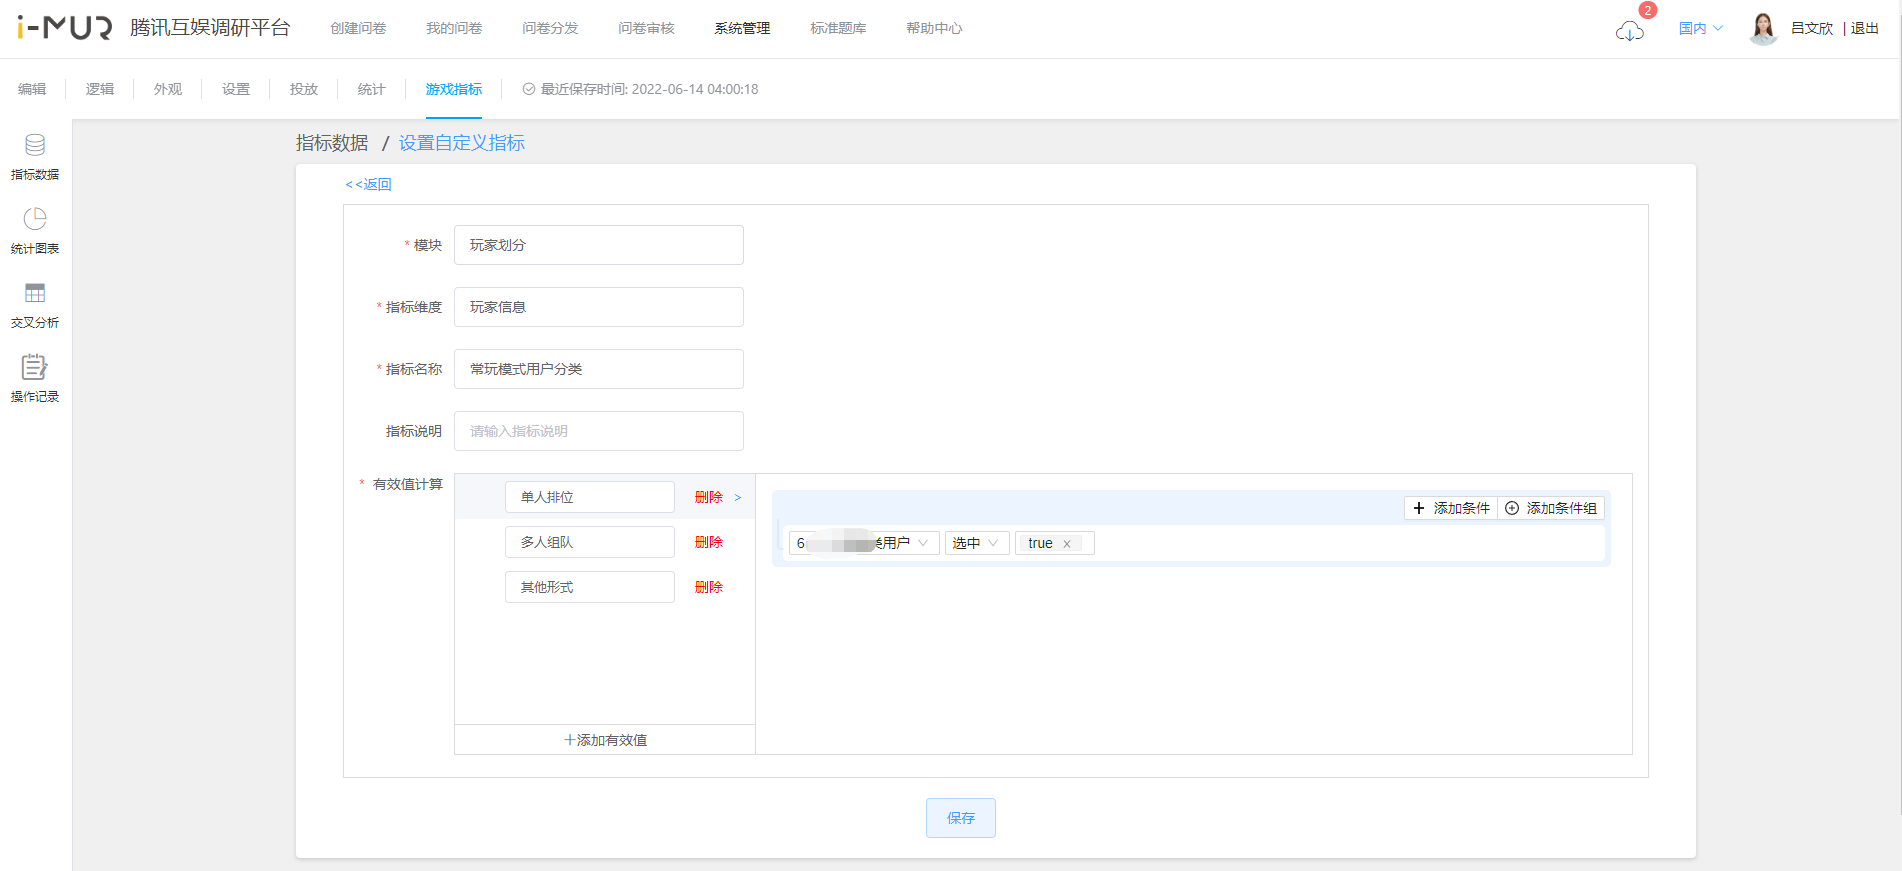 i-MUR 腾讯互娱调研平台 创建问卷 我的问卷 问卷分发 问卷审核 系统管理 标准题库 帮助中心 2 国内 吕文欣 | 退出
编辑 逻辑 外观 设置 投放 统计 游戏指标 最近保存时间: 2022-06-14 04:00:18
指标数据
统计图表
交叉分析
操作记录
指标数据 / 设置自定义指标
<<返回
* 模块 玩家划分
* 指标维度 玩家信息
* 指标名称 常玩模式用户分类
指标说明 请输入指标说明
* 有效值计算
单人排位 删除 >
多人组队 删除
其他形式 删除
+添加有效值
+ 添加条件 添加条件组
6 类用户 选中 true ×
保存